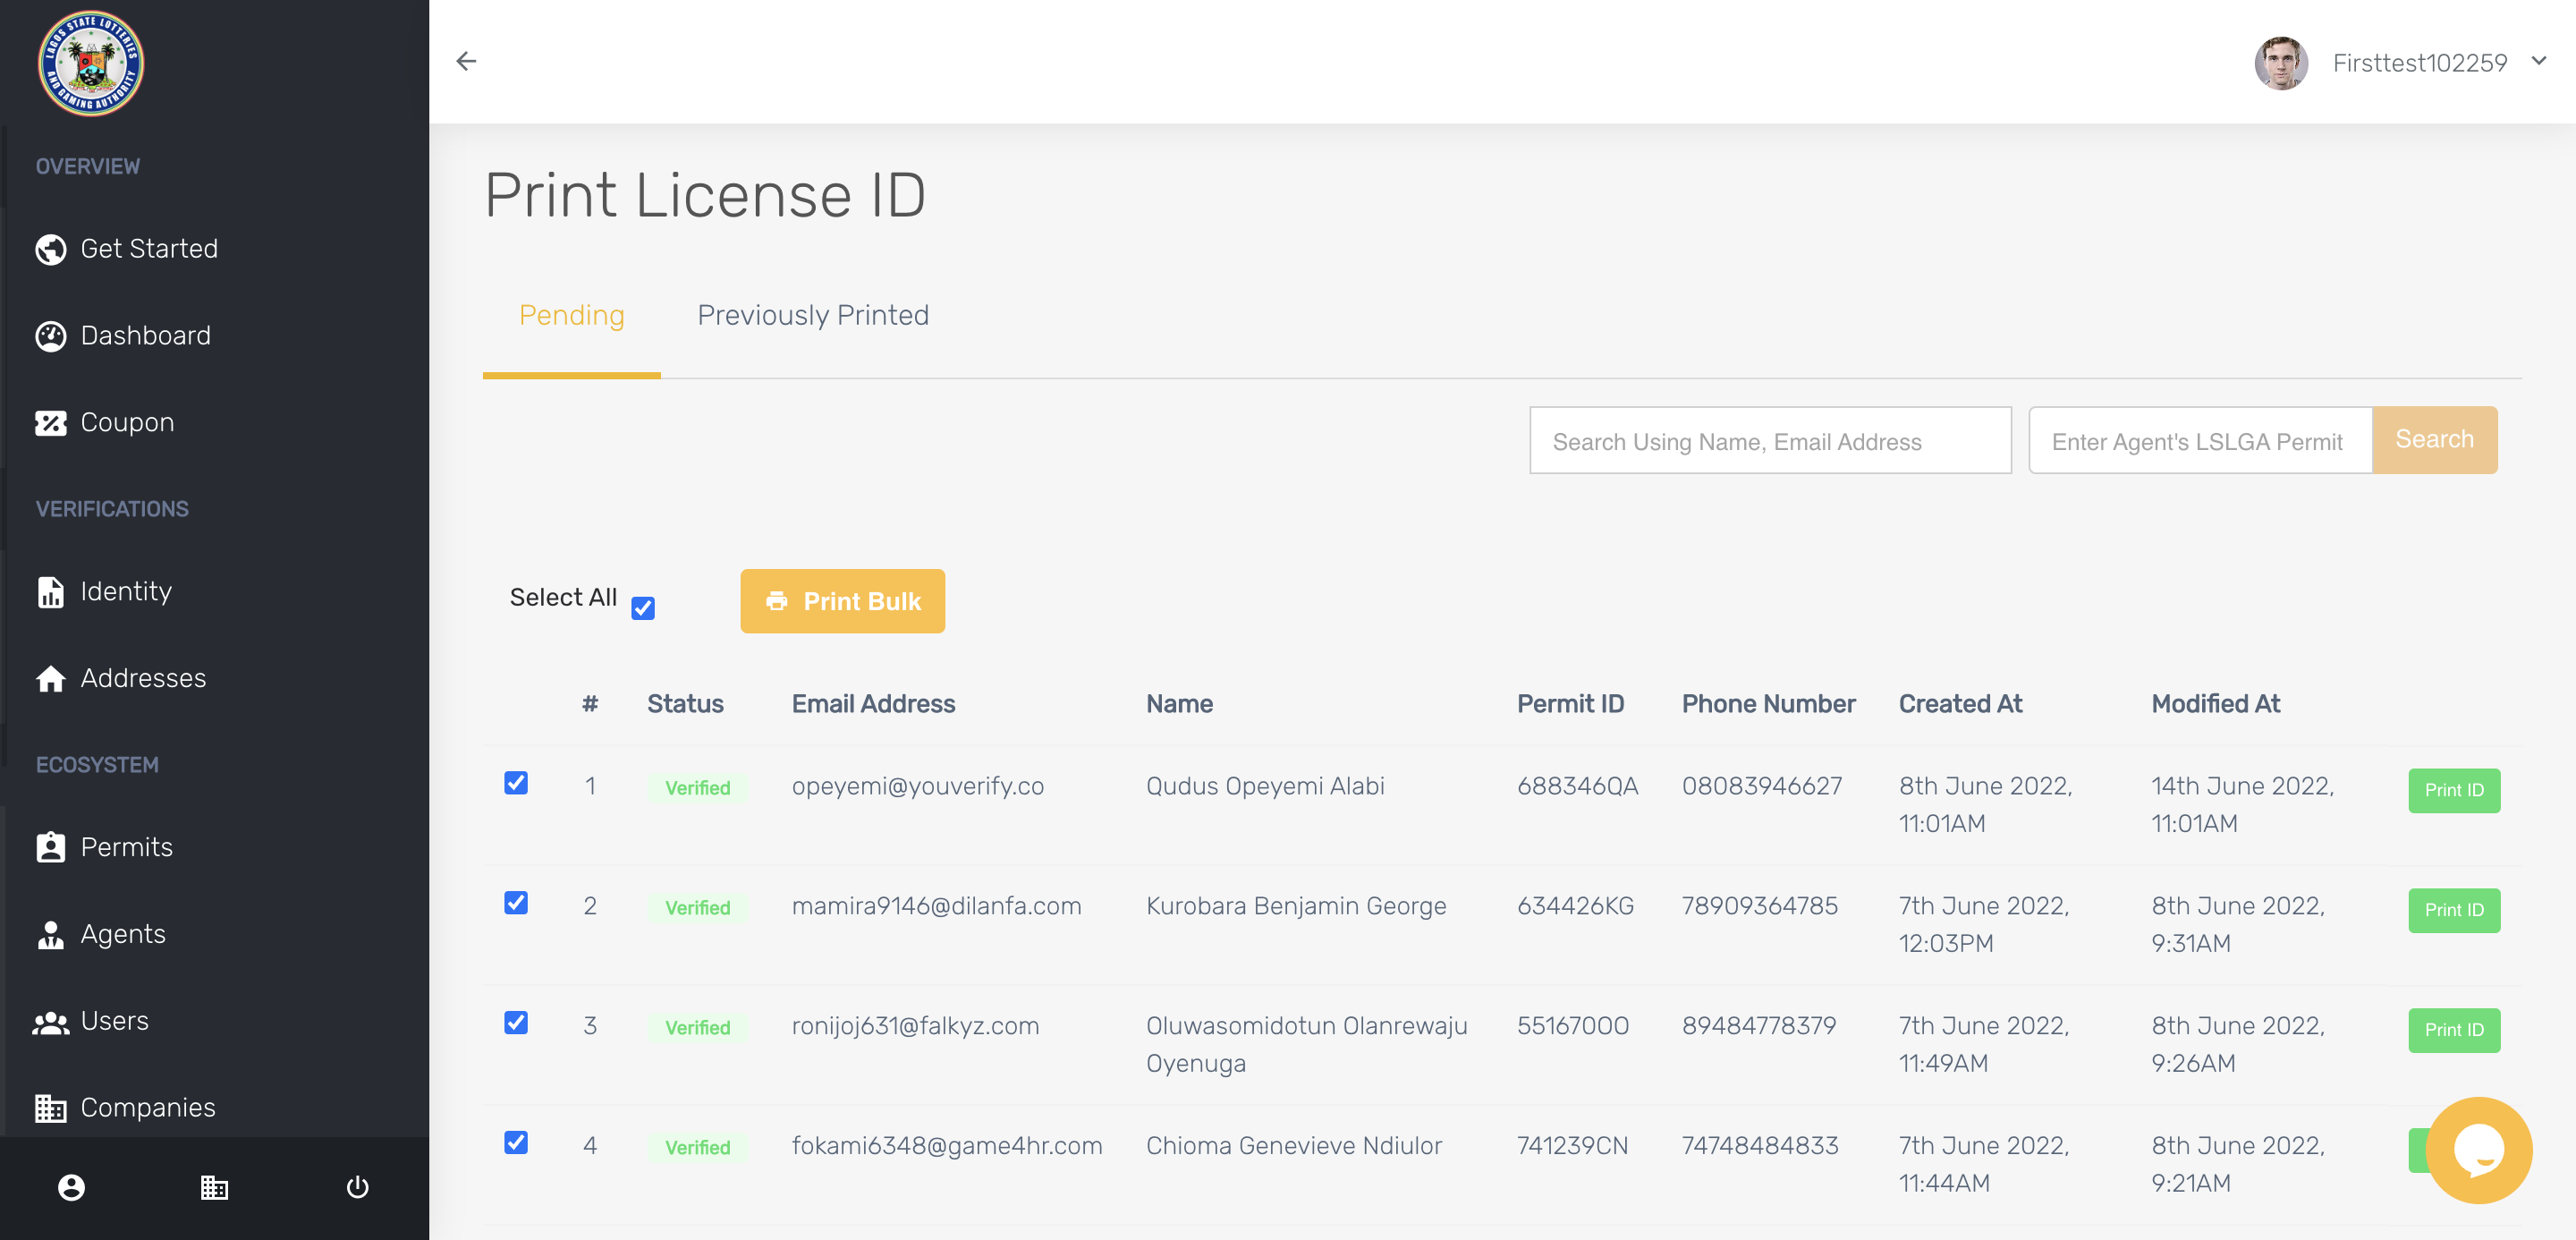 LAGOS STATE LOTTERIES
AND GAMING AUTHORITY
OVERVIEW
Get Started
Dashboard
Coupon
VERIFICATIONS
Identity
Addresses
ECOSYSTEM
Permits
Agents
Users
Companies
Firsttest102259
Print License ID
Pending Previously Printed
Search Using Name, Email Address Enter Agent's LSLGA Permit Search
Select All Print Bulk
# Status Email Address Name Permit ID Phone Number Created At Modified At
1 Verified opeyemi@youverify.co Qudus Opeyemi Alabi 688346QA 08083946627 8th June 2022, 14th June 2022, Print ID
11:01AM 11:01AM
2 Verified mamira9146@dilanfa.com Kurobara Benjamin George 634426KG 78909364785 7th June 2022, 8th June 2022, Print ID
12:03PM 9:31AM
3 Verified ronijoj631@falkyz.com Oluwasomidotun Olanrewaju 551670OO 89484778379 7th June 2022, 8th June 2022, Print ID
Oyenuga 11:49AM 9:26AM
4 Verified fokami6348@game4hr.com Chioma Genevieve Ndiulor 741239CN 74748484833 7th June 2022, 8th June 2022,
11:44AM 9:21AM